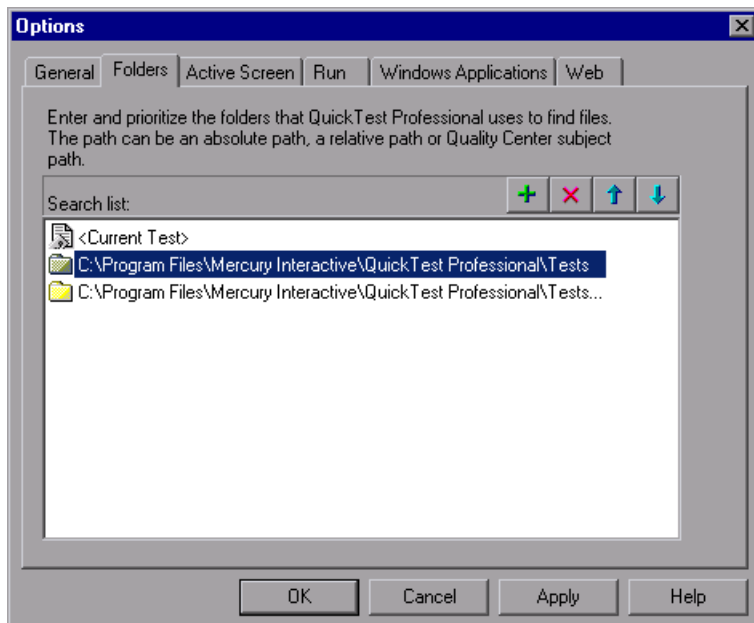 Options
General Folders Active Screen Run Windows Applications Web
Enter and prioritize the folders that QuickTest Professional uses to find files.
The path can be an absolute path, a relative path or Quality Center subject
path.
Search list:
<Current Test>
C:\Program Files\Mercury Interactive\QuickTest Professional\Tests
C:\Program Files\Mercury Interactive\QuickTest Professional\Tests...
OK Cancel Apply Help